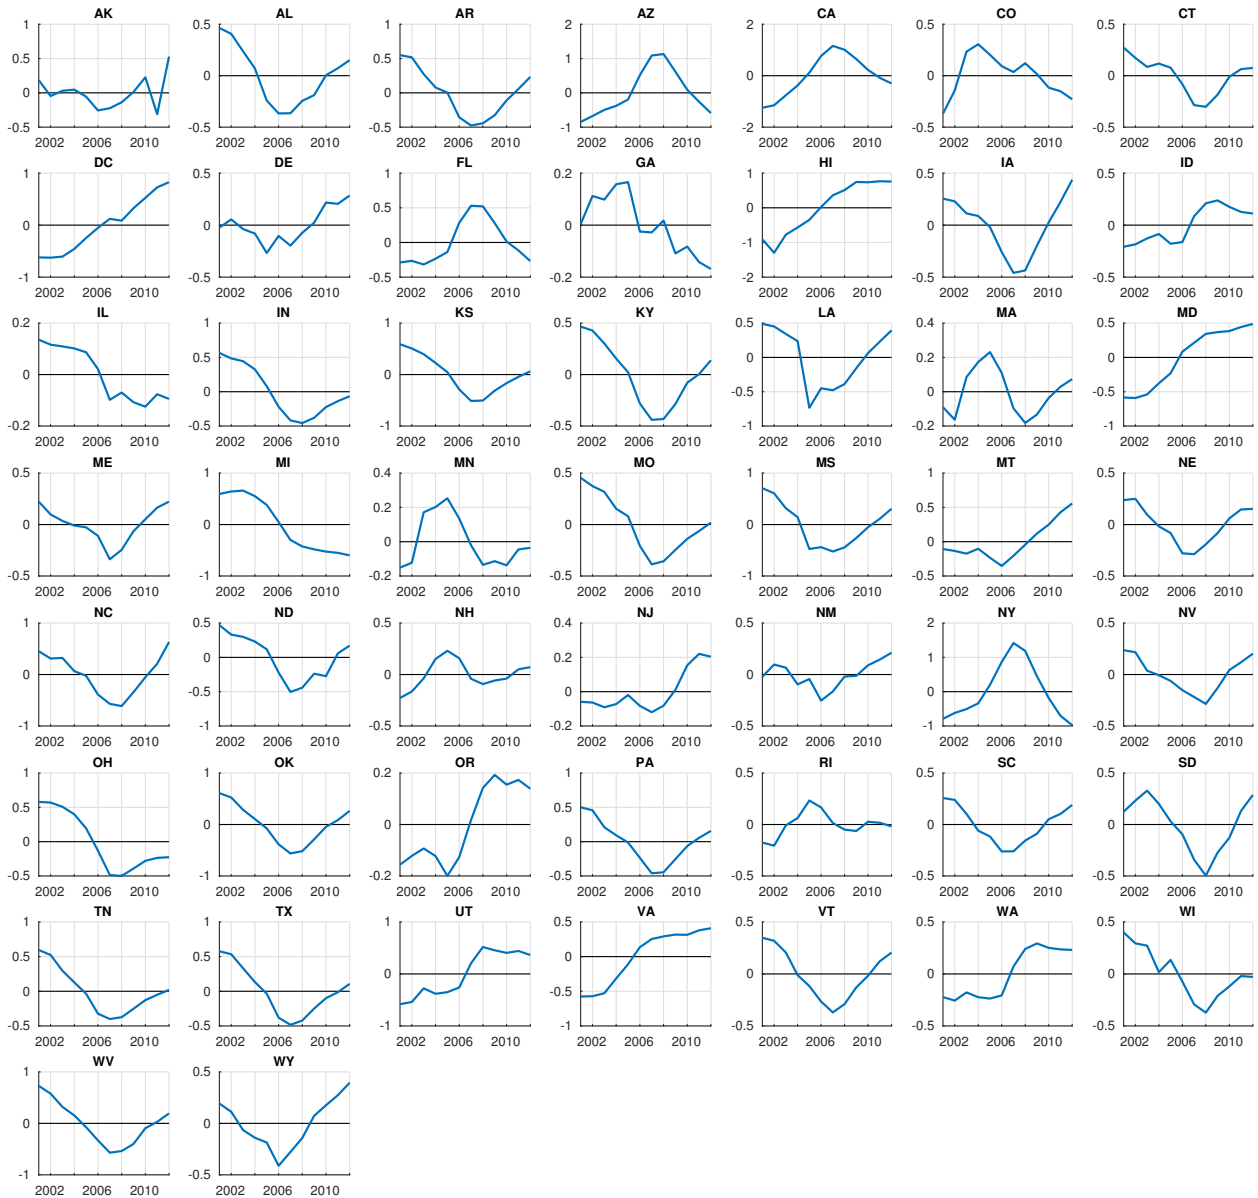 AK
1
0.5
0
-0.5
2002 2006 2010
AL
0.5
0
-0.5
2002 2006 2010
AR
1
0.5
0
-0.5
2002 2006 2010
AZ
2
1
0
-1
2002 2006 2010
CA
2
0
-2
2002 2006 2010
CO
0.5
0
-0.5
2002 2006 2010
CT
0.5
0
-0.5
2002 2006 2010
DC
1
0
-1
2002 2006 2010
DE
0.5
0
-0.5
2002 2006 2010
FL
1
0.5
0
-0.5
2002 2006 2010
GA
0.2
0
-0.2
2002 2006 2010
HI
1
0
-1
-2
2002 2006 2010
IA
0.5
0
-0.5
2002 2006 2010
ID
0.5
0
-0.5
2002 2006 2010
IL
0.2
0
-0.2
2002 2006 2010
IN
1
0.5
0
-0.5
2002 2006 2010
KS
1
0
-1
2002 2006 2010
KY
0.5
0
-0.5
2002 2006 2010
LA
0.5
0
-0.5
-1
2002 2006 2010
MA
0.4
0.2
0
-0.2
2002 2006 2010
MD
0.5
0
-0.5
-1
2002 2006 2010
ME
0.5
0
-0.5
2002 2006 2010
MI
1
0
-1
2002 2006 2010
MN
0.4
0.2
0
-0.2
2002 2006 2010
MO
0.5
0
-0.5
2002 2006 2010
MS
1
0
-1
2002 2006 2010
MT
1
0.5
0
-0.5
2002 2006 2010
NE
0.5
0
-0.5
2002 2006 2010
NC
1
0
-1
2002 2006 2010
ND
0.5
0
-0.5
-1
2002 2006 2010
NH
0.5
0
-0.5
2002 2006 2010
NJ
0.4
0.2
0
-0.2
2002 2006 2010
NM
0.5
0
-0.5
2002 2006 2010
NY
2
1
0
-1
2002 2006 2010
NV
0.5
0
-0.5
2002 2006 2010
OH
1
0.5
0
-0.5
2002 2006 2010
OK
1
0
-1
2002 2006 2010
OR
0.2
0
-0.2
2002 2006 2010
PA
1
0.5
0
-0.5
2002 2006 2010
RI
0.5
0
-0.5
2002 2006 2010
SC
0.5
0
-0.5
2002 2006 2010
SD
0.5
0
-0.5
2002 2006 2010
TN
1
0.5
0
-0.5
2002 2006 2010
TX
1
0.5
0
-0.5
2002 2006 2010
UT
1
0
-1
2002 2006 2010
VA
0.5
0
-0.5
-1
2002 2006 2010
VT
0.5
0
-0.5
2002 2006 2010
WA
0.5
0
-0.5
2002 2006 2010
WI
0.5
0
-0.5
2002 2006 2010
WV
1
0
-1
2002 2006 2010
WY
0.5
0
-0.5
2002 2006 2010